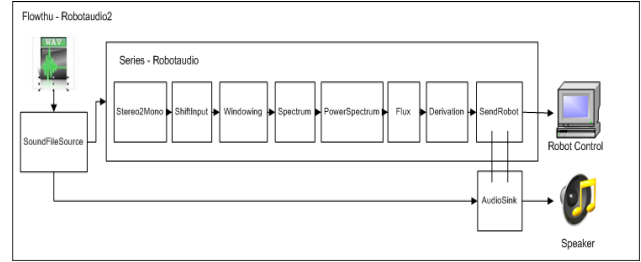 Flowthu - Robotaudio2
WAV
Series - Robotaudio
Stereo2Mono
ShiftInput
Windowing
Spectrum
PowerSpectrum
Flux
Derivation
SendRobot
SoundFileSource
Robot Control
AudioSink
Speaker